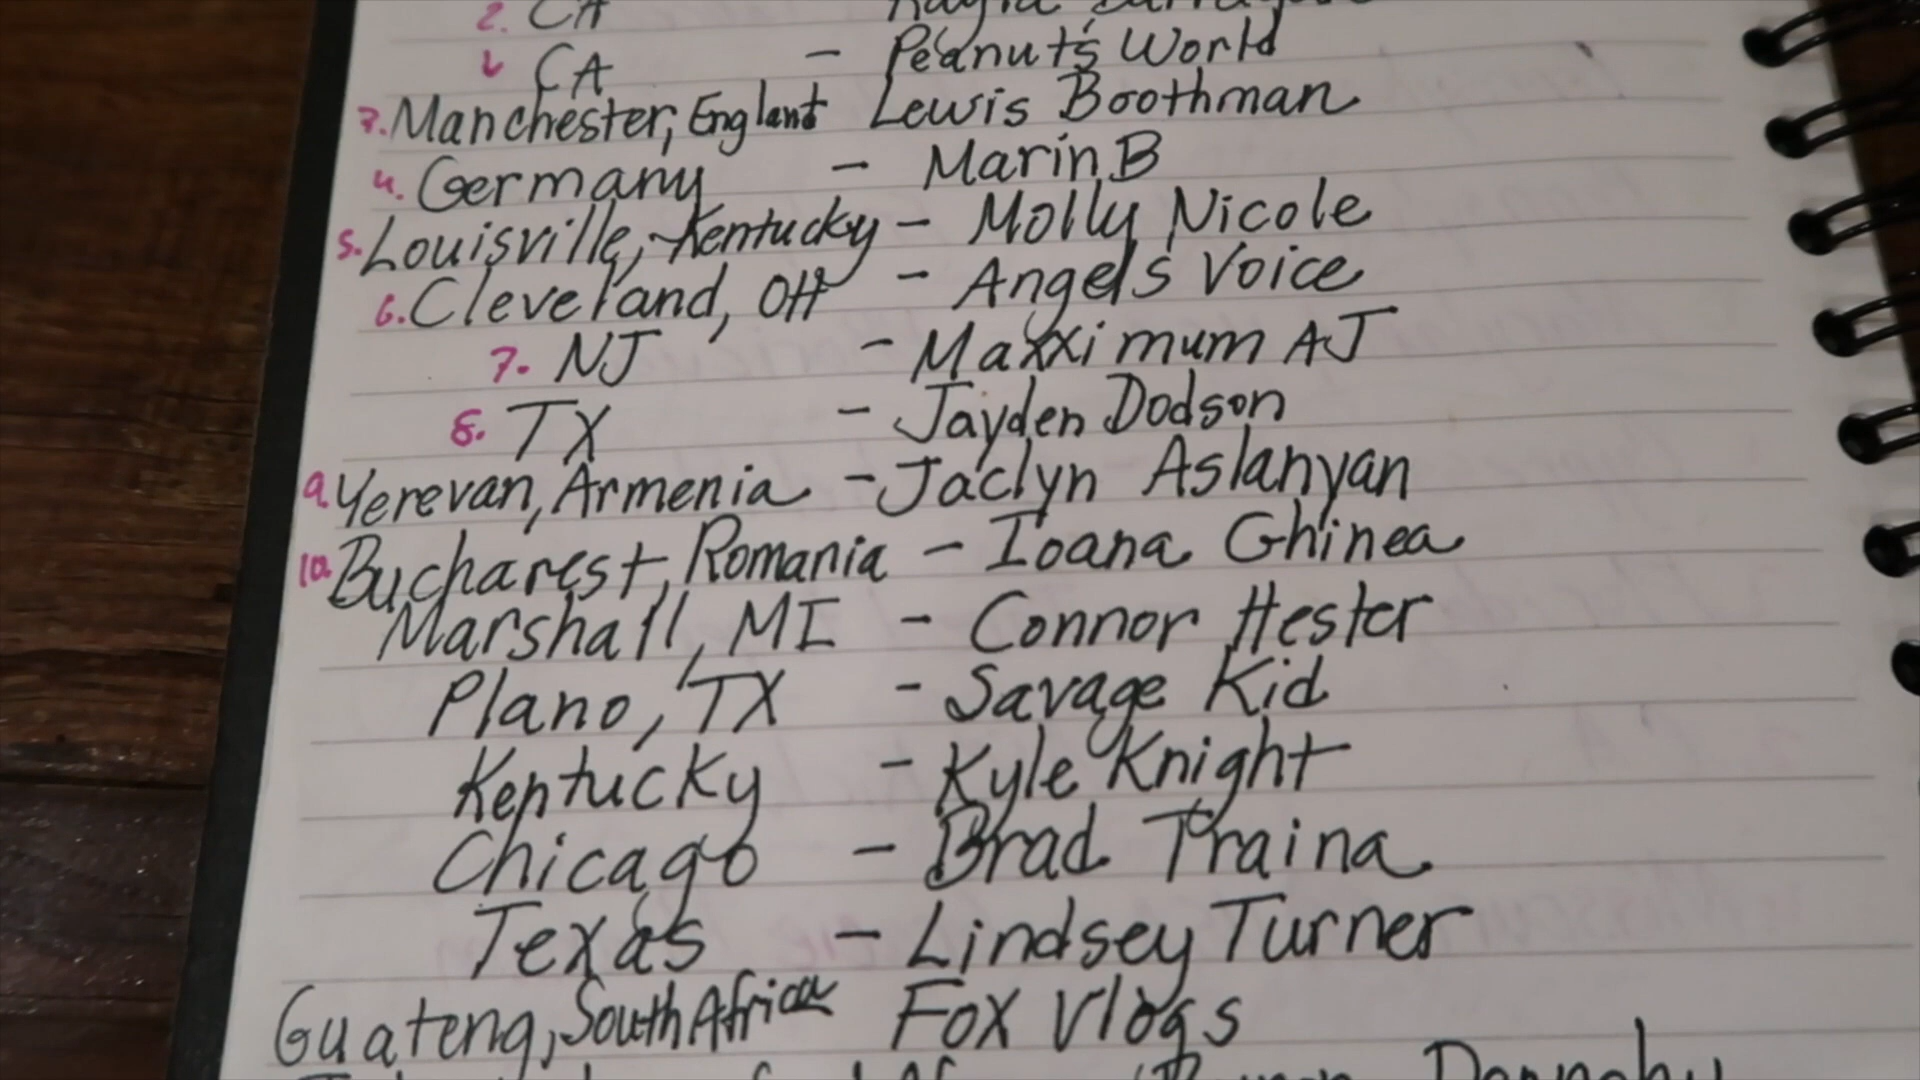 2. CA
CA - Peanut's World
3. Manchester, England Lewis Boothman
4. Germany - Marin B
5. Louisville, Kentucky - Molly Nicole
6. Cleveland, OH - Angel's Voice
7. NJ - Maxximum AJ
8. TX - Jayden Dodson
9. Yerevan, Armenia - Jaclyn Aslanyan
10. Bucharest, Romania - Ioana Ghinea
Marshall, MI - Connor Hester
Plano, TX - Savage Kid
Kentucky - Kyle Knight
Chicago - Brad Traina
Texas - Lindsey Turner
Guateng, South Africa Fox Vlogs